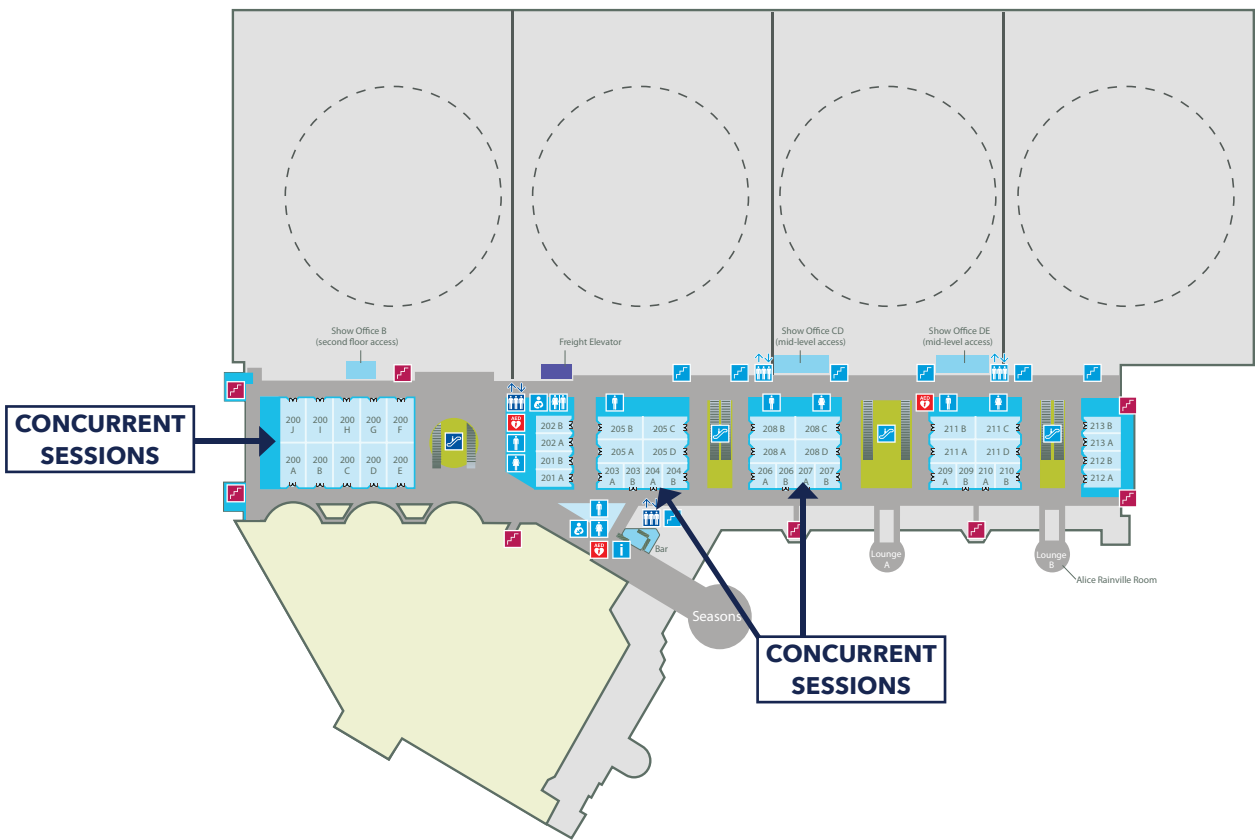 Show Office B
(second floor access)
Freight Elevator
Show Office CD
(mid-level access)
Show Office DE
(mid-level access)
CONCURRENT
SESSIONS
200
J
200
I
200
H
200
G
200
F
200
A
200
B
200
C
200
D
200
E
AED
202 B
202 A
201 B
201 A
205 B
205 C
205 A
205 D
203
A
203
B
204
A
204
B
208 B
208 C
208 A
208 D
206
A
206
B
207
A
207
B
AED
211 B
211 C
211 A
211 D
209
A
209
B
210
A
210
B
213 B
213 A
212 B
212 A
AED
i
Bar
Lounge
A
Lounge
B
Alice Rainville Room
Seasons
CONCURRENT
SESSIONS